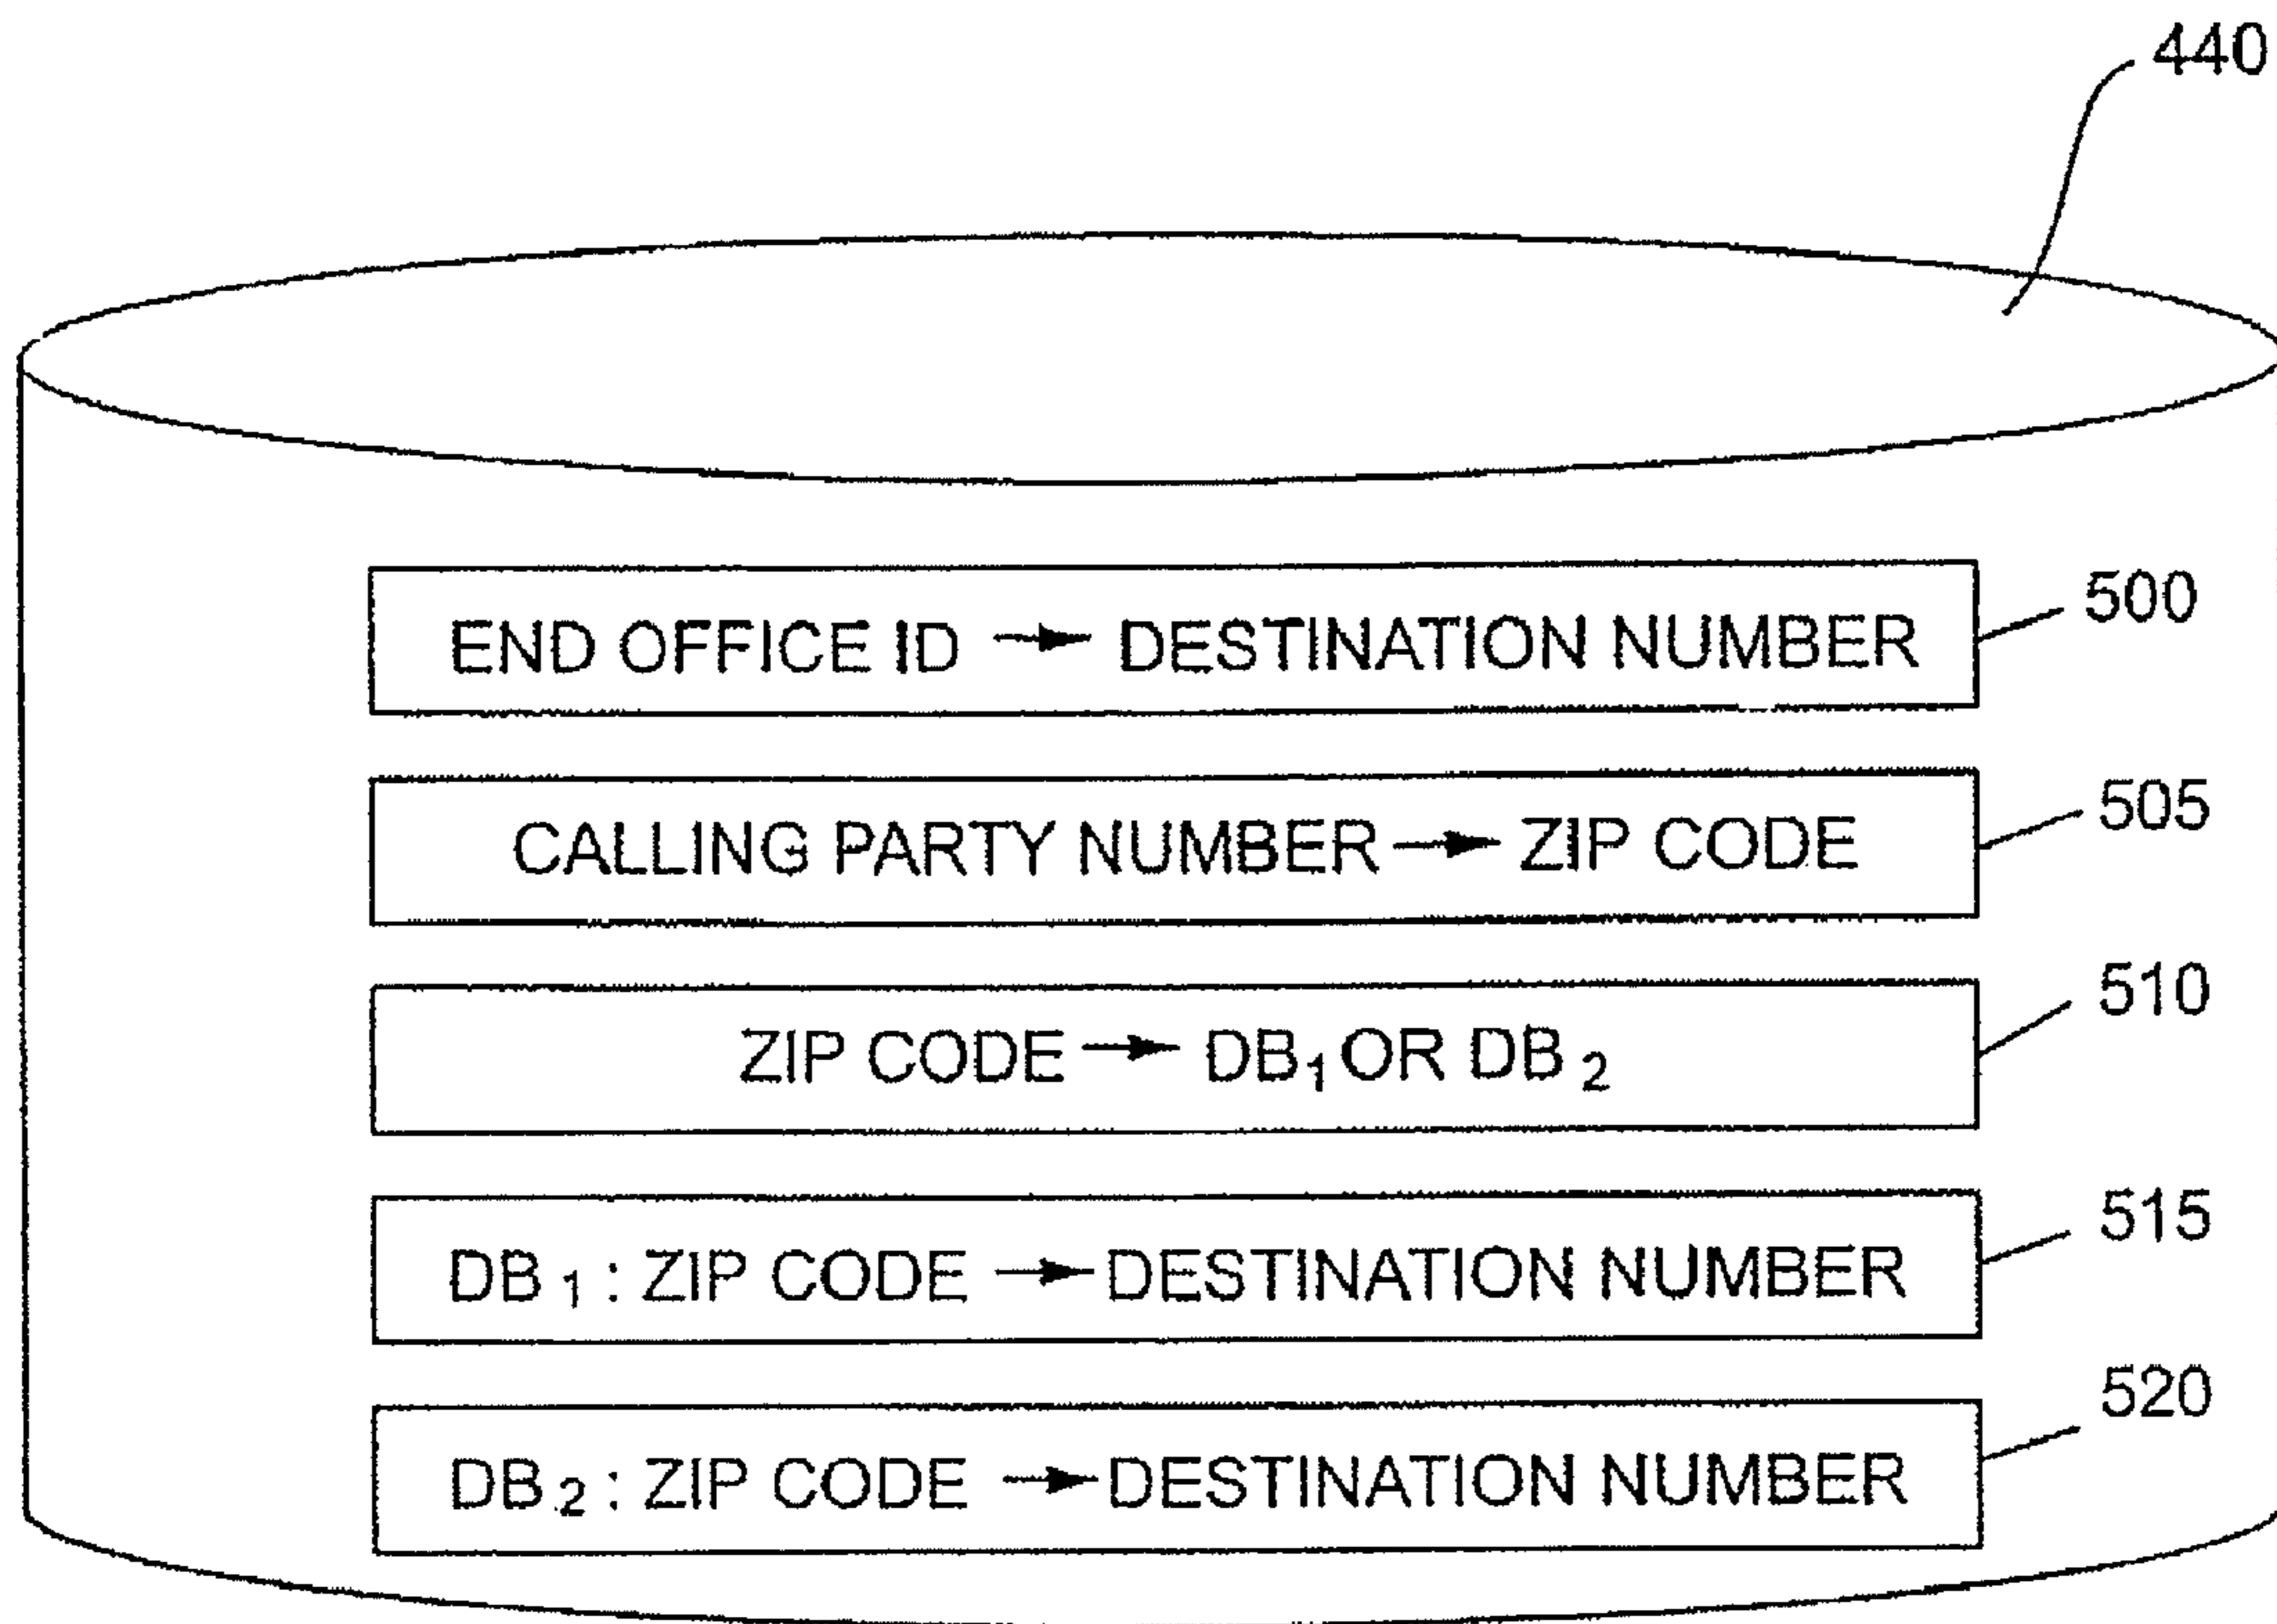 440
END OFFICE ID → DESTINATION NUMBER 500
CALLING PARTY NUMBER → ZIP CODE 505
ZIP CODE → DB₁ OR DB₂ 510
DB₁ : ZIP CODE → DESTINATION NUMBER 515
DB₂ : ZIP CODE → DESTINATION NUMBER 520